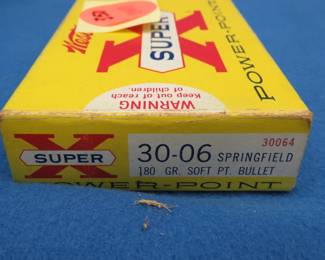 SUPER
X
POWER-POINT
WARNING
Keep out of reach
of children.
X
SUPER
30064
30-06 SPRINGFIELD
180 GR. SOFT PT. BULLET
POWER-POINT